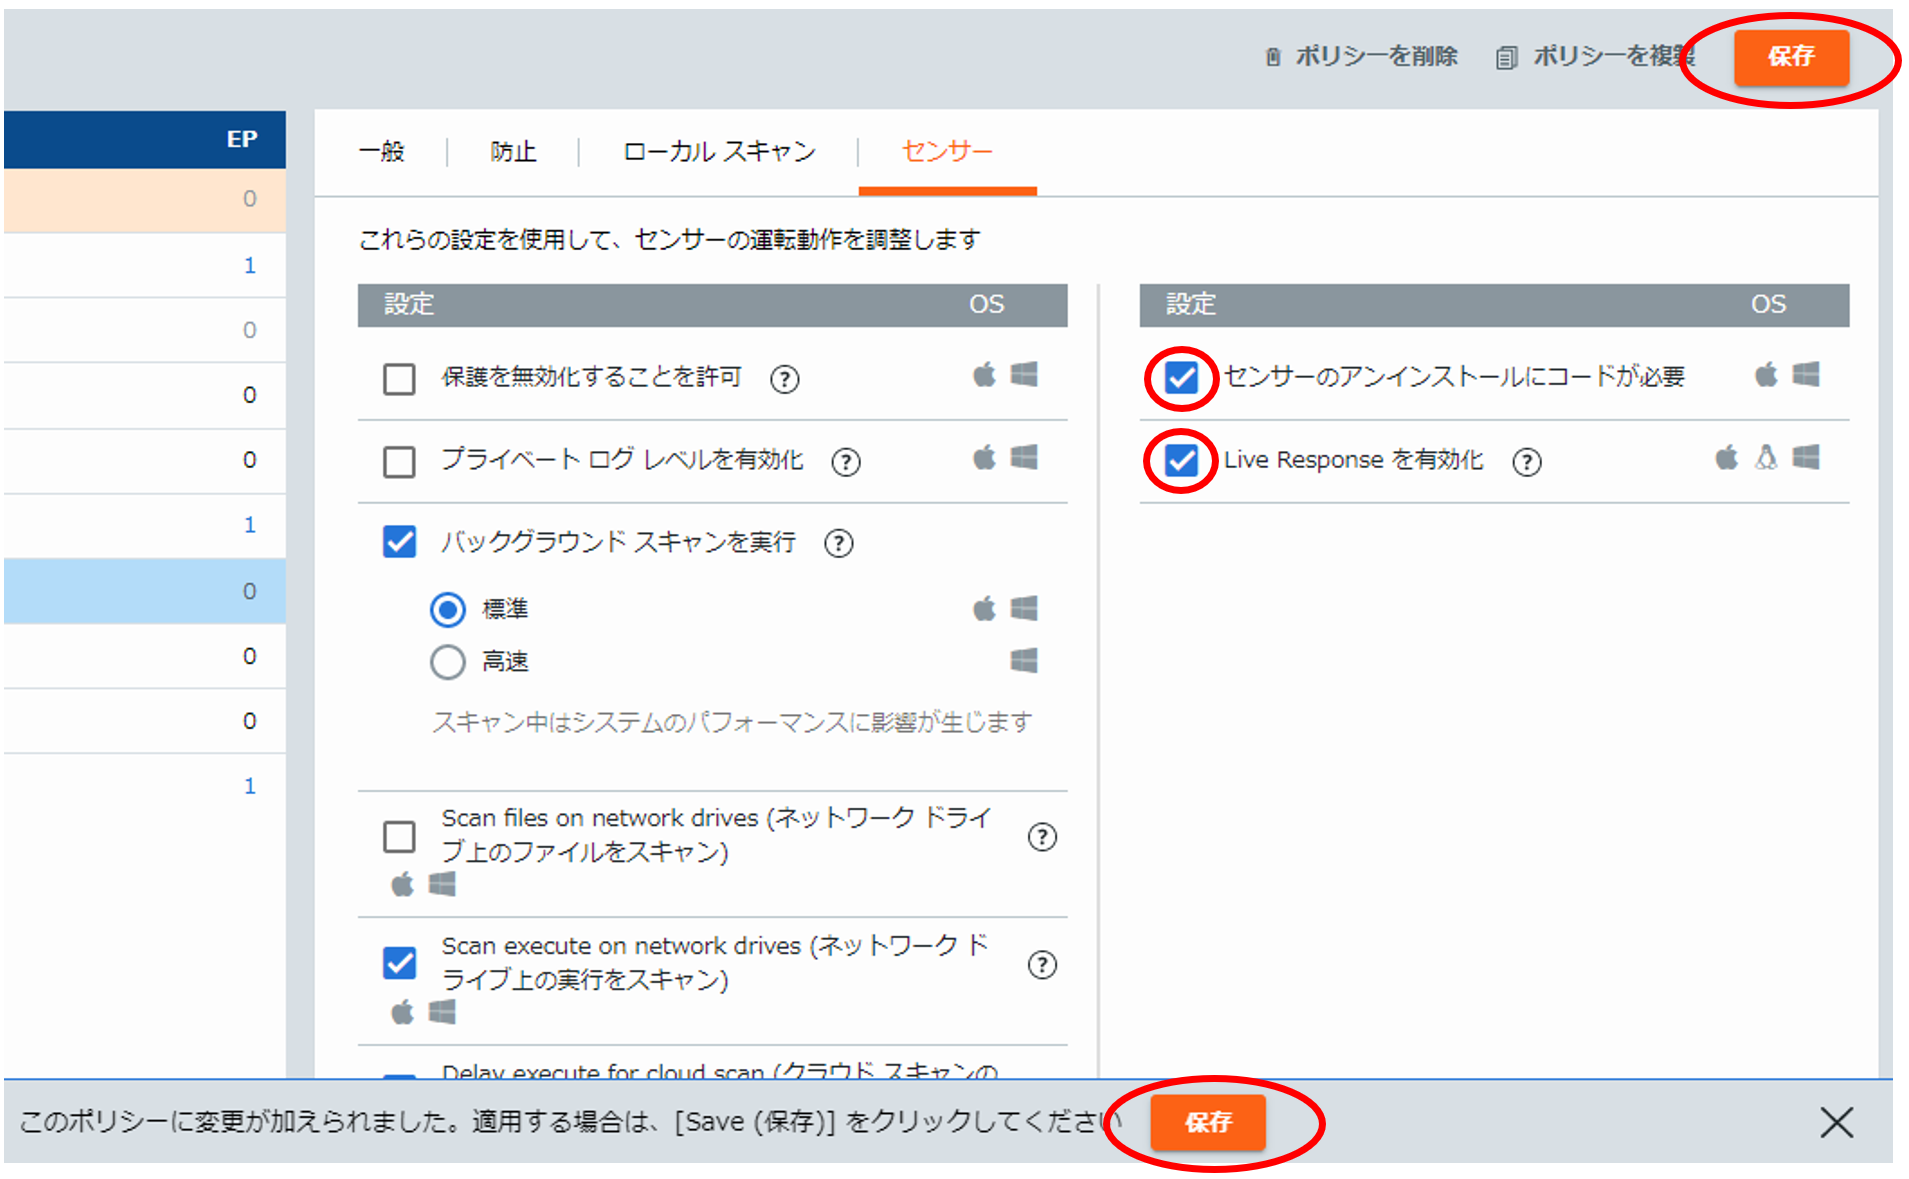 ポリシーを削除 ポリシーを複製 保存
EP
0
1
0
0
0
1
0
0
0
1
一般 防止 ローカル スキャン センサー
これらの設定を使用して、センサーの運転動作を調整します
設定 OS
保護を無効化することを許可 ?
プライベート ログ レベルを有効化 ?
バックグラウンド スキャンを実行 ?
標準
高速
スキャン中はシステムのパフォーマンスに影響が生じます
Scan files on network drives (ネットワーク ドライ
ブ上のファイルをスキャン) ?
Scan execute on network drives (ネットワーク ド
ライブ上の実行をスキャン) ?
Delay execute for cloud scan (クラウド スキャンの
設定 OS
センサーのアンインストールにコードが必要
Live Response を有効化 ?
このポリシーに変更が加えられました。適用する場合は、[Save (保存)] をクリックしてください 保存